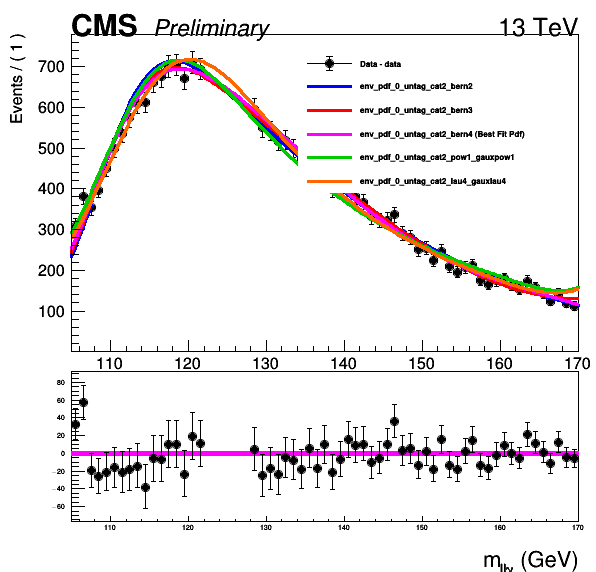 CMS Preliminary 13 TeV
Events / ( 1 )
700
600
500
400
300
200
100
Data - data
env_pdf_0_untag_cat2_bern2
env_pdf_0_untag_cat2_bern3
env_pdf_0_untag_cat2_bern4 (Best Fit Pdf)
env_pdf_0_untag_cat2_pow1_gauxpow1
env_pdf_0_untag_cat2_lau4_gauxlau4
110 120 130 140 150 160 170
80
60
40
20
0
−20
−40
−60
110 120 130 140 150 160 170
m_llγ (GeV)